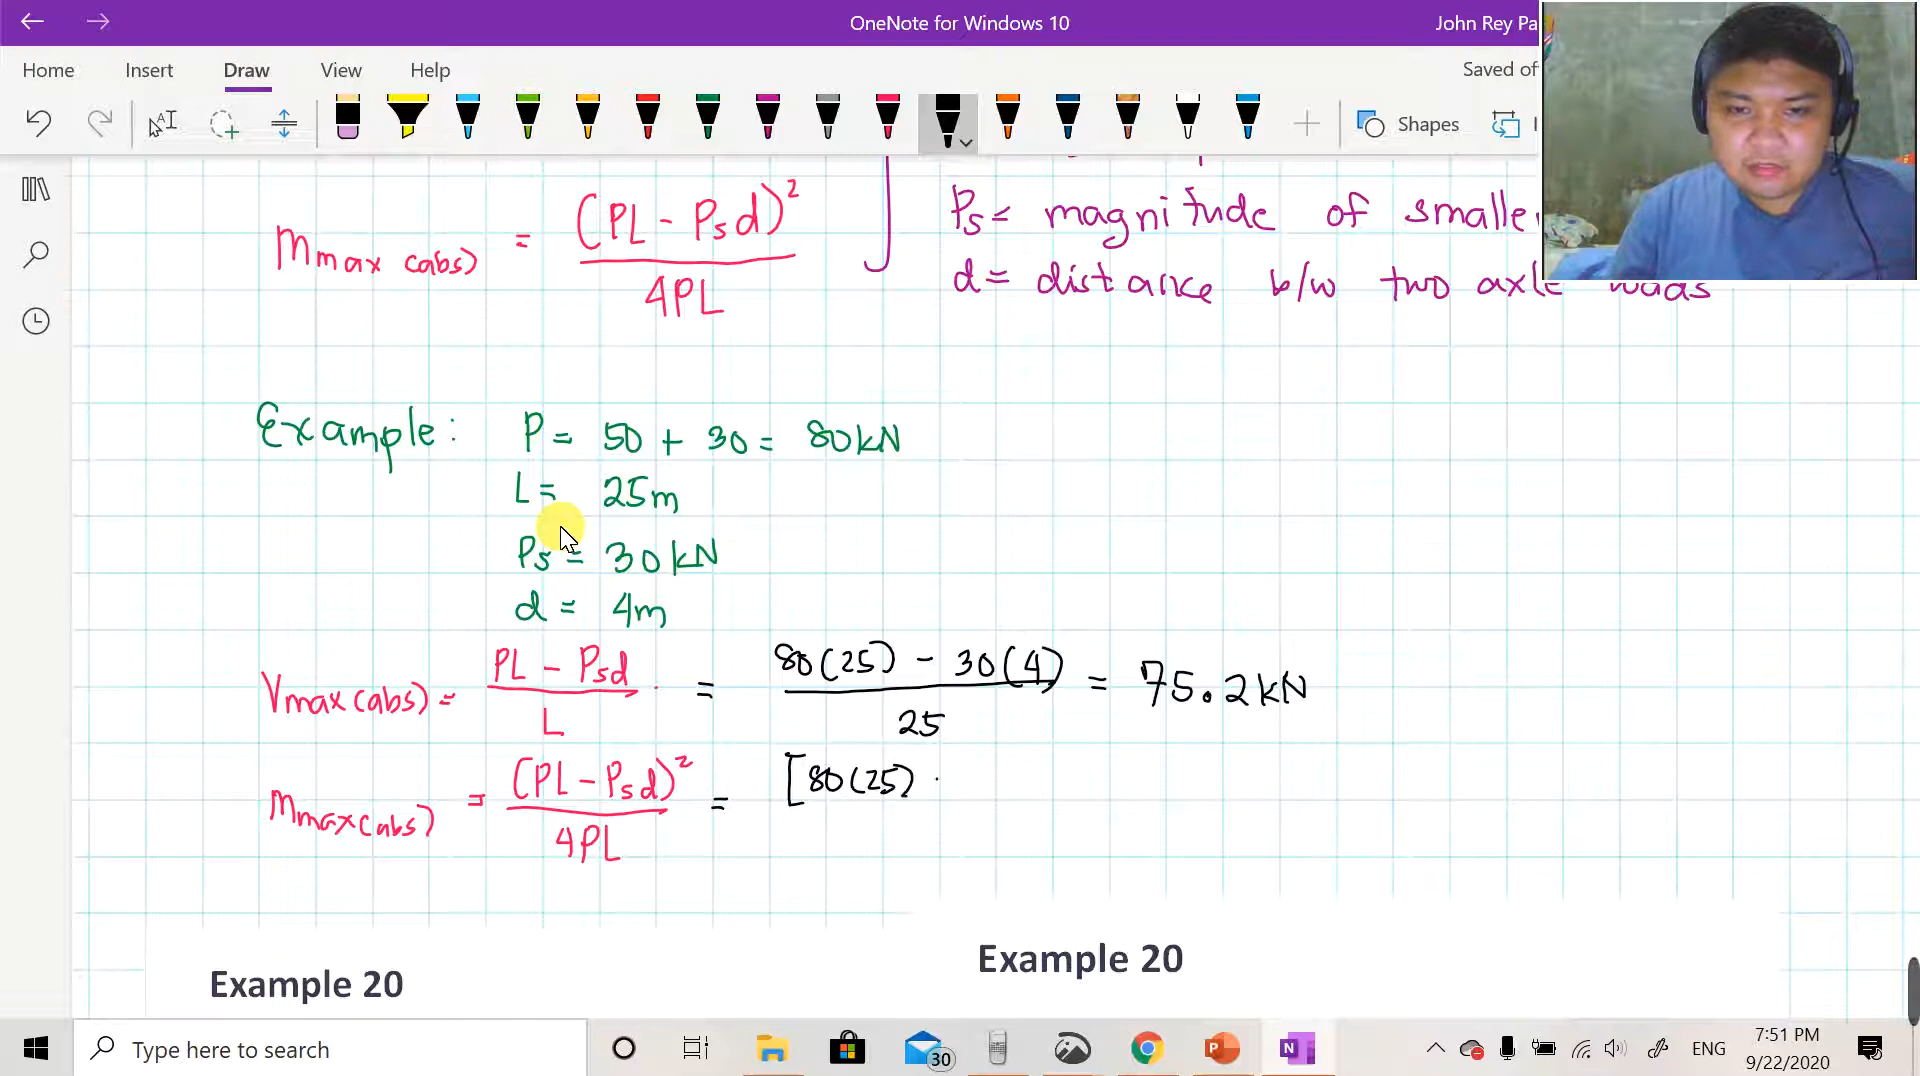 OneNote for Windows 10
John Rey Pa
Home Insert Draw View Help
Saved of
Shapes
Mmax (abs) = (PL - Psd)² / 4PL
Ps = magnitude of smaller
d = distance b/w two axle loads
Example: P = 50 + 30 = 80kN
L = 25m
Ps = 30kN
d = 4m
Vmax(abs) = PL - Psd / L = 80(25) - 30(4) / 25 = 75.2kN
Mmax(abs) = (PL - Psd)² / 4PL = [80(25)
Example 20
Example 20
Type here to search
30
ENG
7:51 PM
9/22/2020